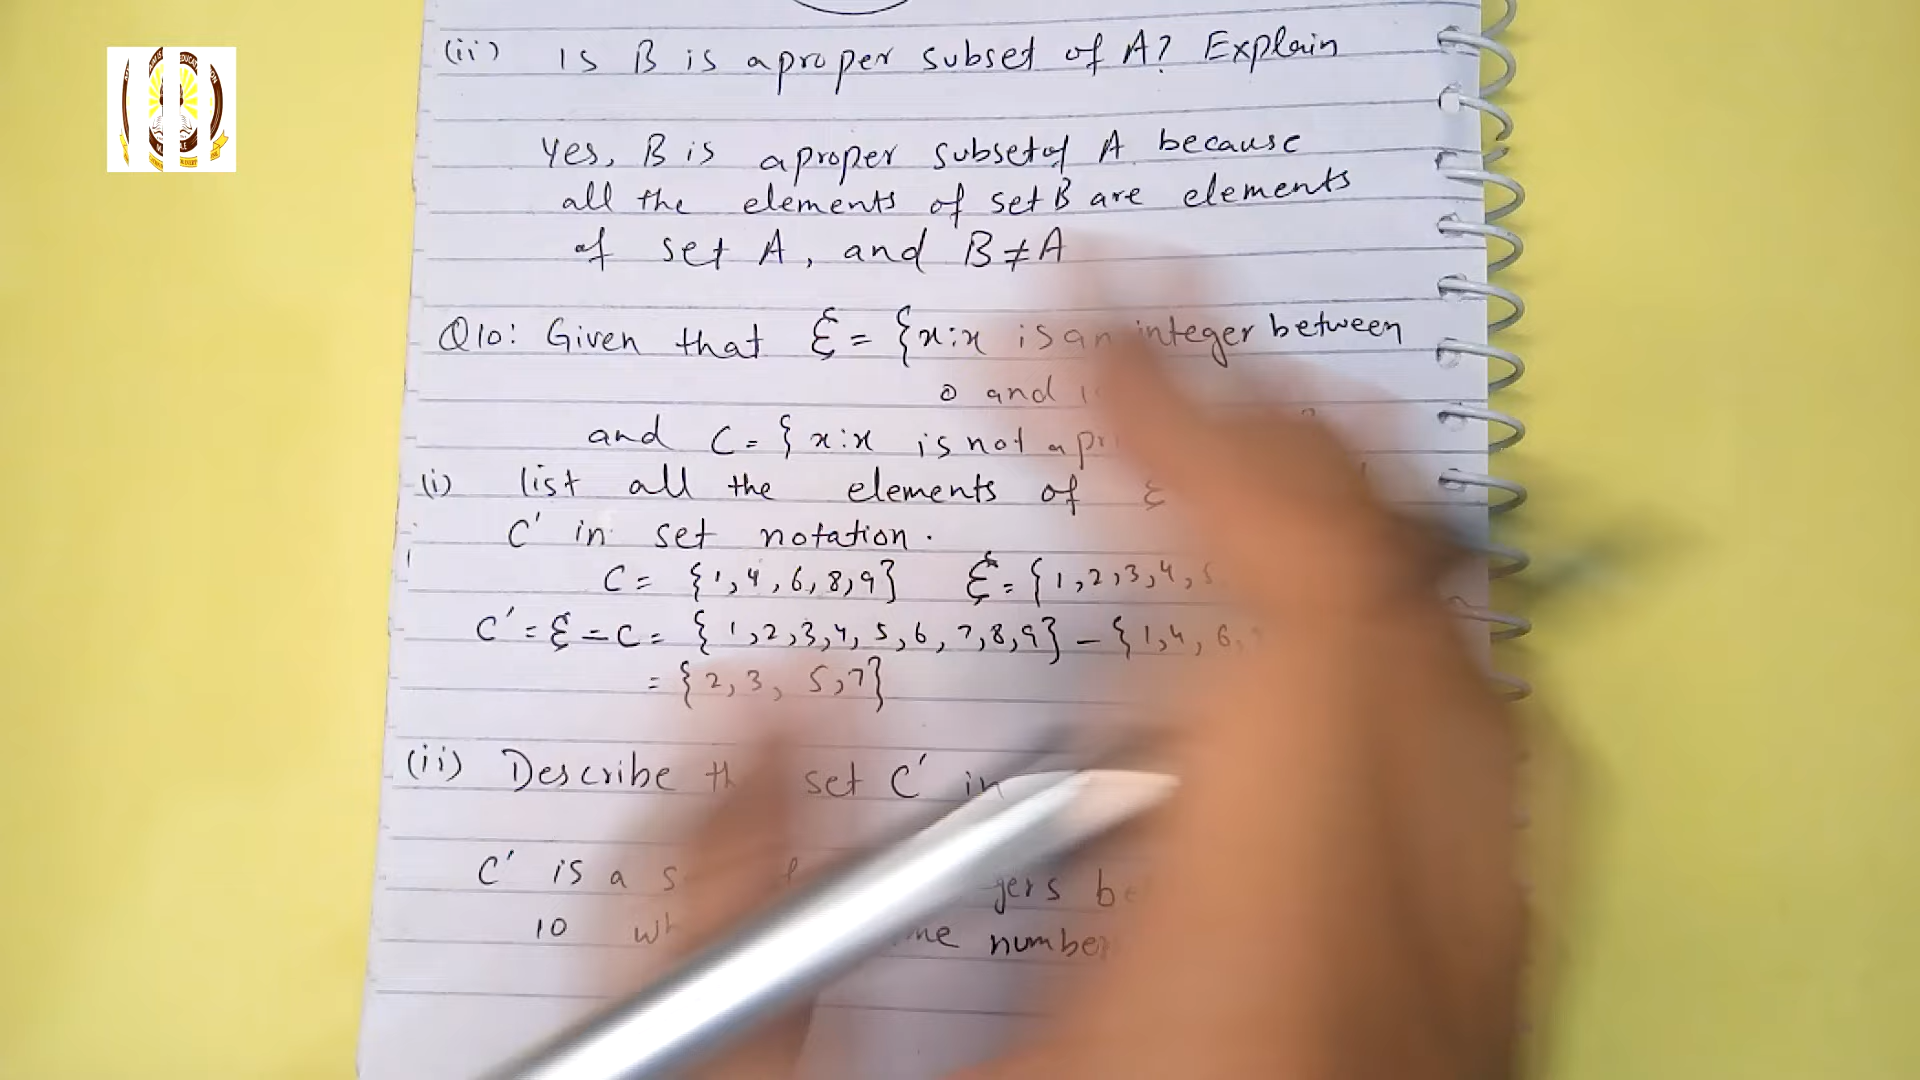 (ii) Is B is a proper subset of A? Explain
Yes, B is a proper subset of A because
all the elements of set B are elements
of set A, and B ≠ A
Q10: Given that ξ = {x:x is an integer between
0 and
and C = { x:x is not a
(i) list all the elements of ξ
C' in set notation.
C = {1, 4, 6, 8, 9} ξ = {1, 2, 3, 4, 5
C' = ξ - C = { 1, 2, 3, 4, 5, 6, 7, 8, 9} - { 1, 4, 6,
= {2, 3, 5, 7}
(ii) Describe set C' in
C' is a
10 number